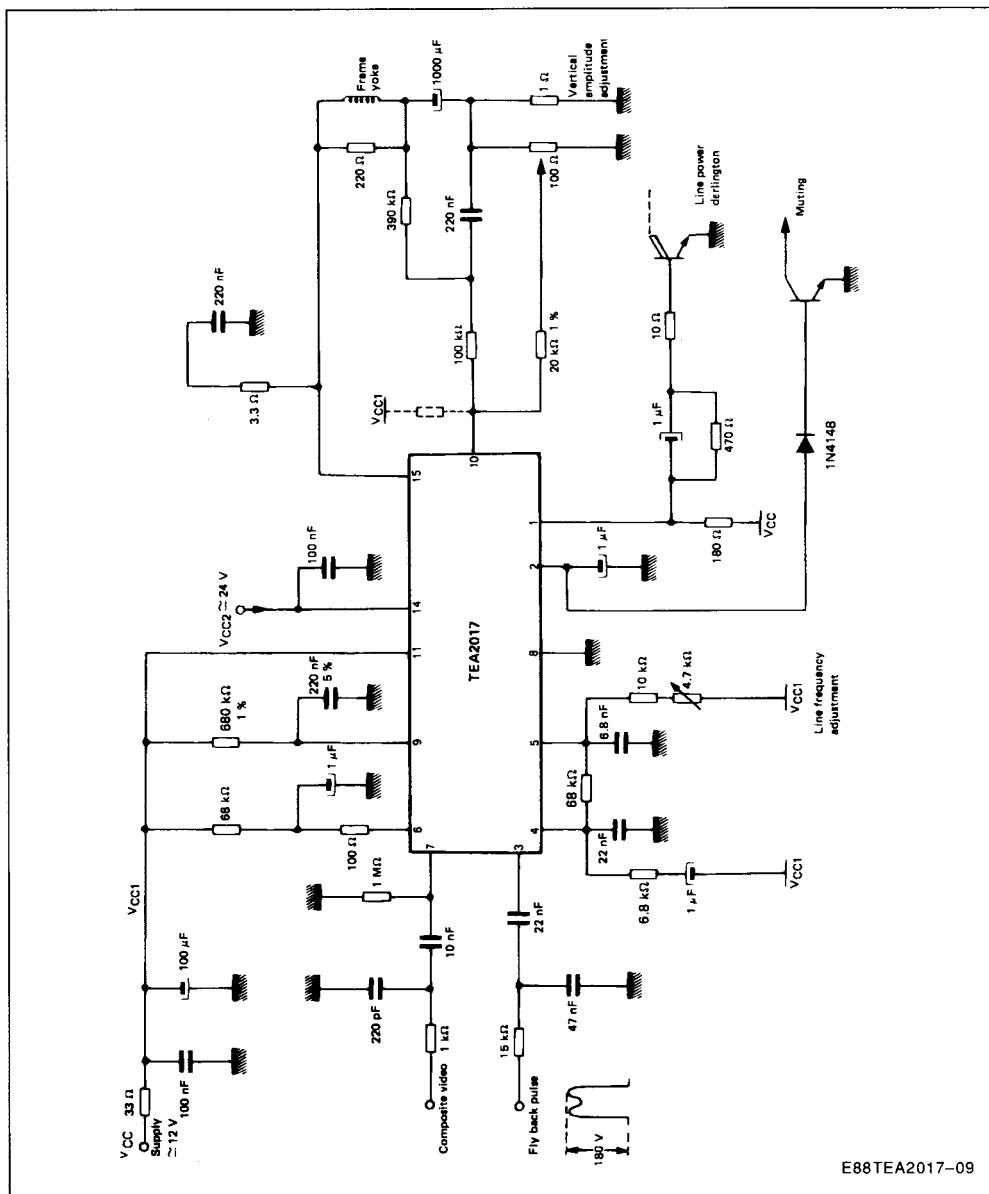 VCC
Supply
≃ 12 V
33 Ω
100 nF
100 µF
VCC1
68 kΩ
1 µF
100 Ω
680 kΩ
1 %
220 nF
5 %
VCC2 ≃ 24 V
100 nF
3.3 Ω
220 nF
Frame
yoke
220 Ω
390 kΩ
1000 µF
220 nF
1 Ω
Vertical
amplitude
adjustment
100 Ω
100 kΩ
20 kΩ 1 %
VCC1
Composite video
1 kΩ
220 pF
10 nF
1 MΩ
Fly back pulse
180 V
15 kΩ
47 nF
22 nF
TEA2017
7
6
9
11
14
15
10
3
4
5
8
2
1
22 nF
6.8 kΩ
1 µF
VCC1
68 kΩ
6.8 nF
10 kΩ
4.7 kΩ
VCC1
Line frequency
adjustment
1 µF
180 Ω
VCC
1 µF
470 Ω
10 Ω
Line power
darlington
1N4148
Muting
E88TEA2017-09